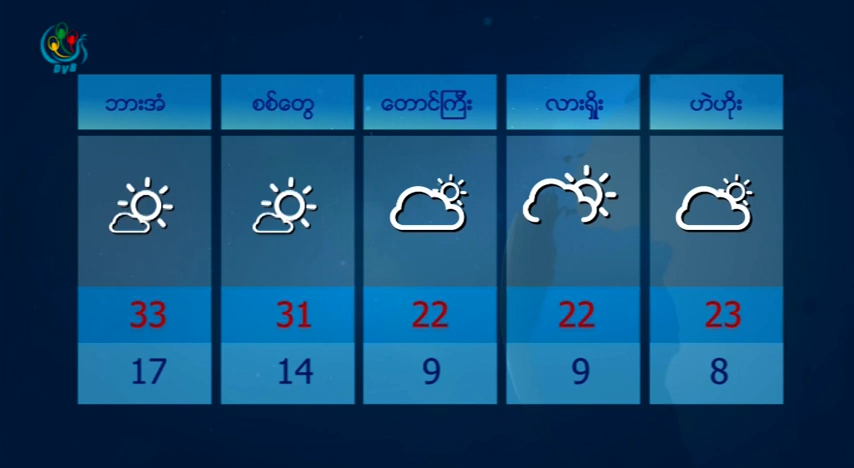 DVB
ဘားအံ
စစ်တွေ
တောင်ကြီး
လားရှိုး
ဟဲဟိုး
33
31
22
22
23
17
14
9
9
8